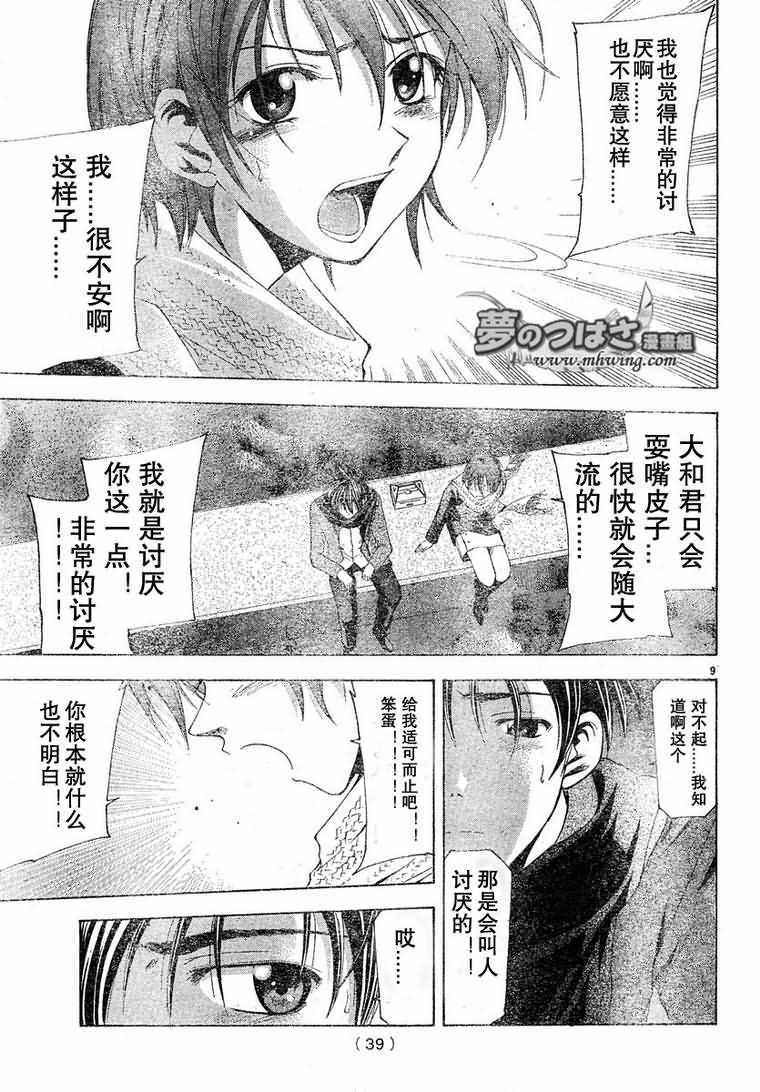 我也觉得非常的讨
厌啊………
也不愿意这样
我……很不安啊
这样子……
夢のつばさ
漫畫組
www.mhwing.com
大和君只会
耍嘴皮子…
很快就会随大
流的……
我就是讨厌
你这一点！
非常的讨厌
！！！！！
9
对不起……我知
道啊这个
那是会叫人
讨厌的！！
给我适可而止吧！
笨蛋！！！！！
你根本就什么
也不明白！！
哎……
（39）